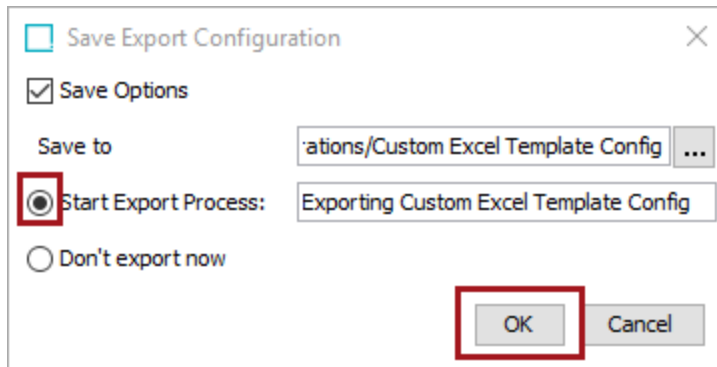 Save Export Configuration
Save Options
Save to
ations/Custom Excel Template Config ...
Start Export Process: Exporting Custom Excel Template Config
Don't export now
OK Cancel